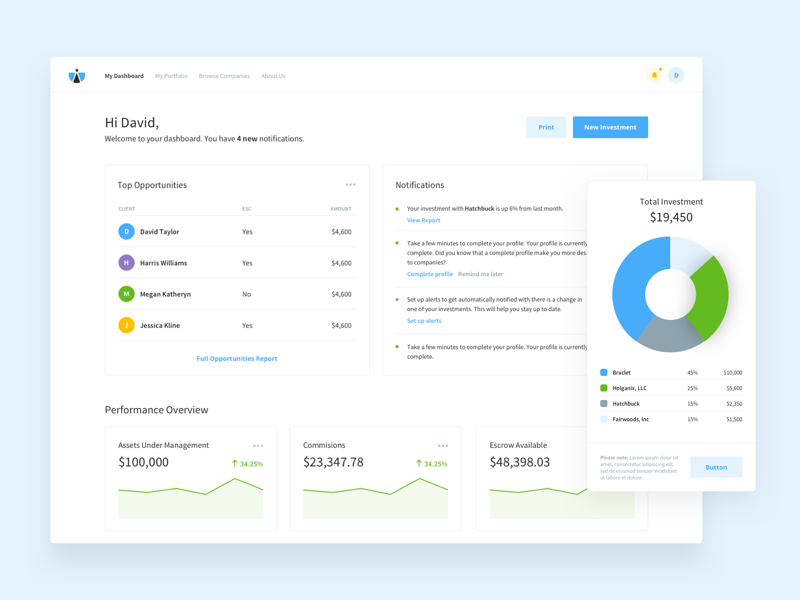 My Dashboard
My Portfolio
Browse Companies
About Us
D
Hi David,
Welcome to your dashboard. You have 4 new notifications.
Print
New Investment
Top Opportunities
CLIENT ESC AMOUNT
D David Taylor Yes $4,600
H Harris Williams Yes $4,600
M Megan Katheryn No $4,600
J Jessica Kline Yes $4,600
Full Opportunities Report
Notifications
Your investment with Hatchbuck is up 6% from last month.
View Report
Take a few minutes to complete your profile. Your profile is currently
complete. Did you know that a complete profile make you more des
to companies?
Complete profile Remind me later
Set up alerts to get automatically notified with there is a change in
one of your investments. This will help you stay up to date.
Set up alerts
Take a few minutes to complete your profile. Your profile is currently
complete.
Total Investment
$19,450
Braclet 45% $10,000
Holganix, LLC 25% $5,600
Hatchbuck 15% $2,350
Fairwoods, Inc 15% $1,500
Please note: Lorem ipsum dolor sit
amet, consectetur adipiscing elit,
sed do eiusmod tempor incididunt
ut labore et dolore.
Button
Performance Overview
Assets Under Management
$100,000
34.25%
Commisions
$23,347.78
34.25%
Escrow Available
$48,398.03